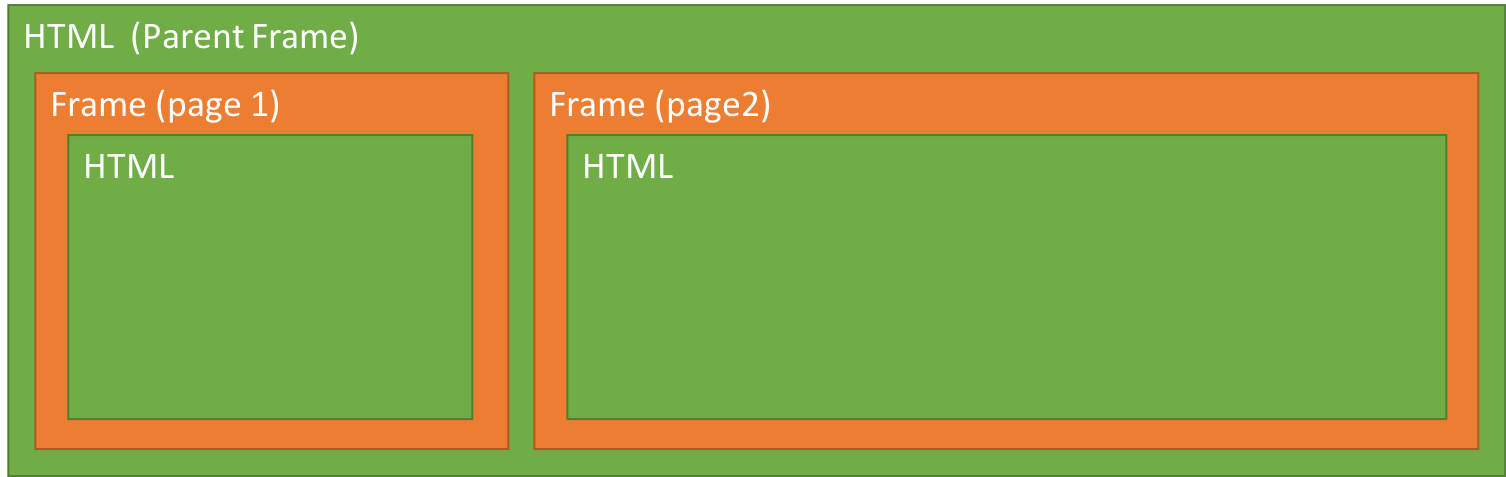 HTML  (Parent Frame)
Frame (page 1)
Frame (page2)
HTML
HTML